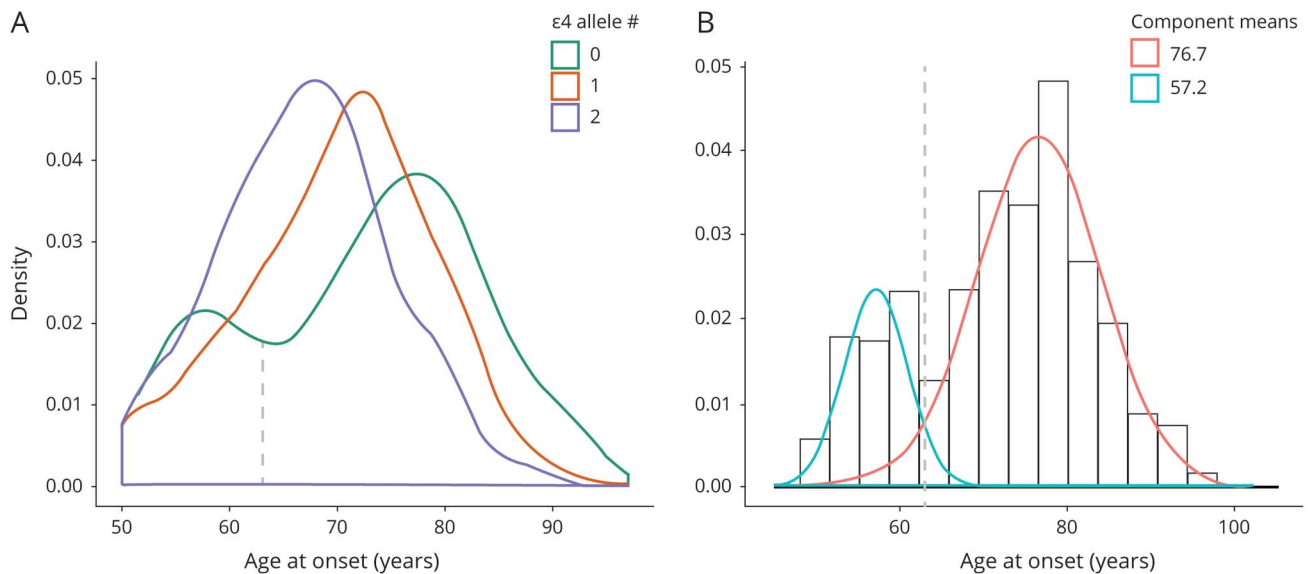 A
ε4 allele #
0
1
2
Density
0.05
0.04
0.03
0.02
0.01
0.00
50 60 70 80 90
Age at onset (years)
B
Component means
76.7
57.2
0.05
0.04
0.03
0.02
0.01
0.00
60 80 100
Age at onset (years)